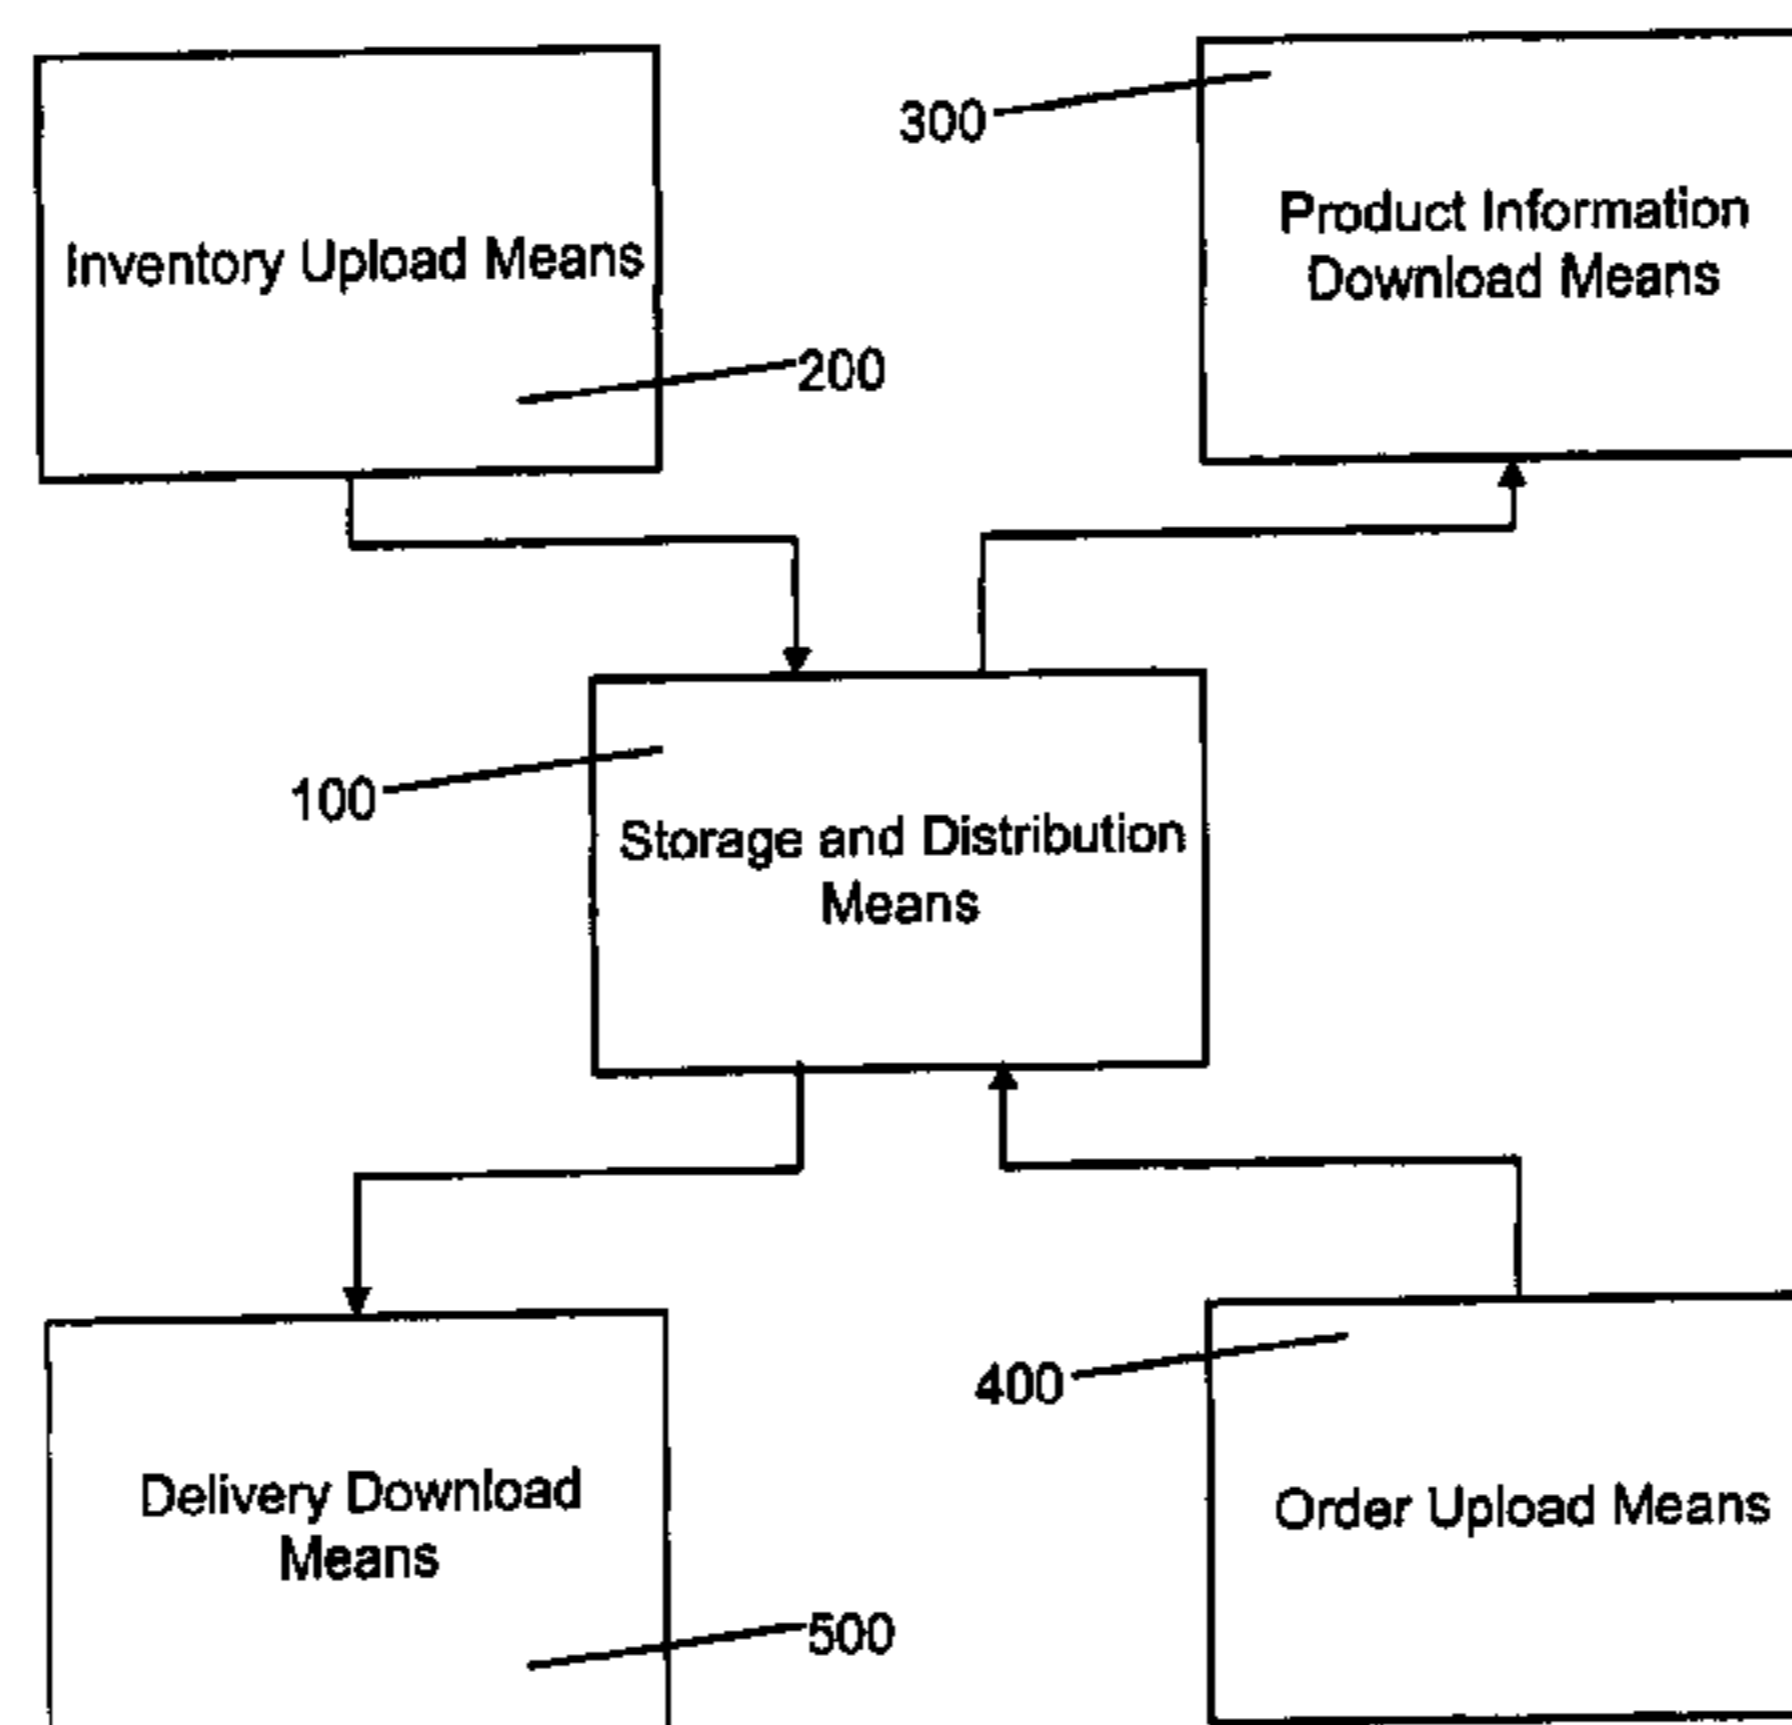 300
Product Information
Download Means
Inventory Upload Means
200
100
Storage and Distribution
Means
400
Delivery Download
Means
Order Upload Means
500